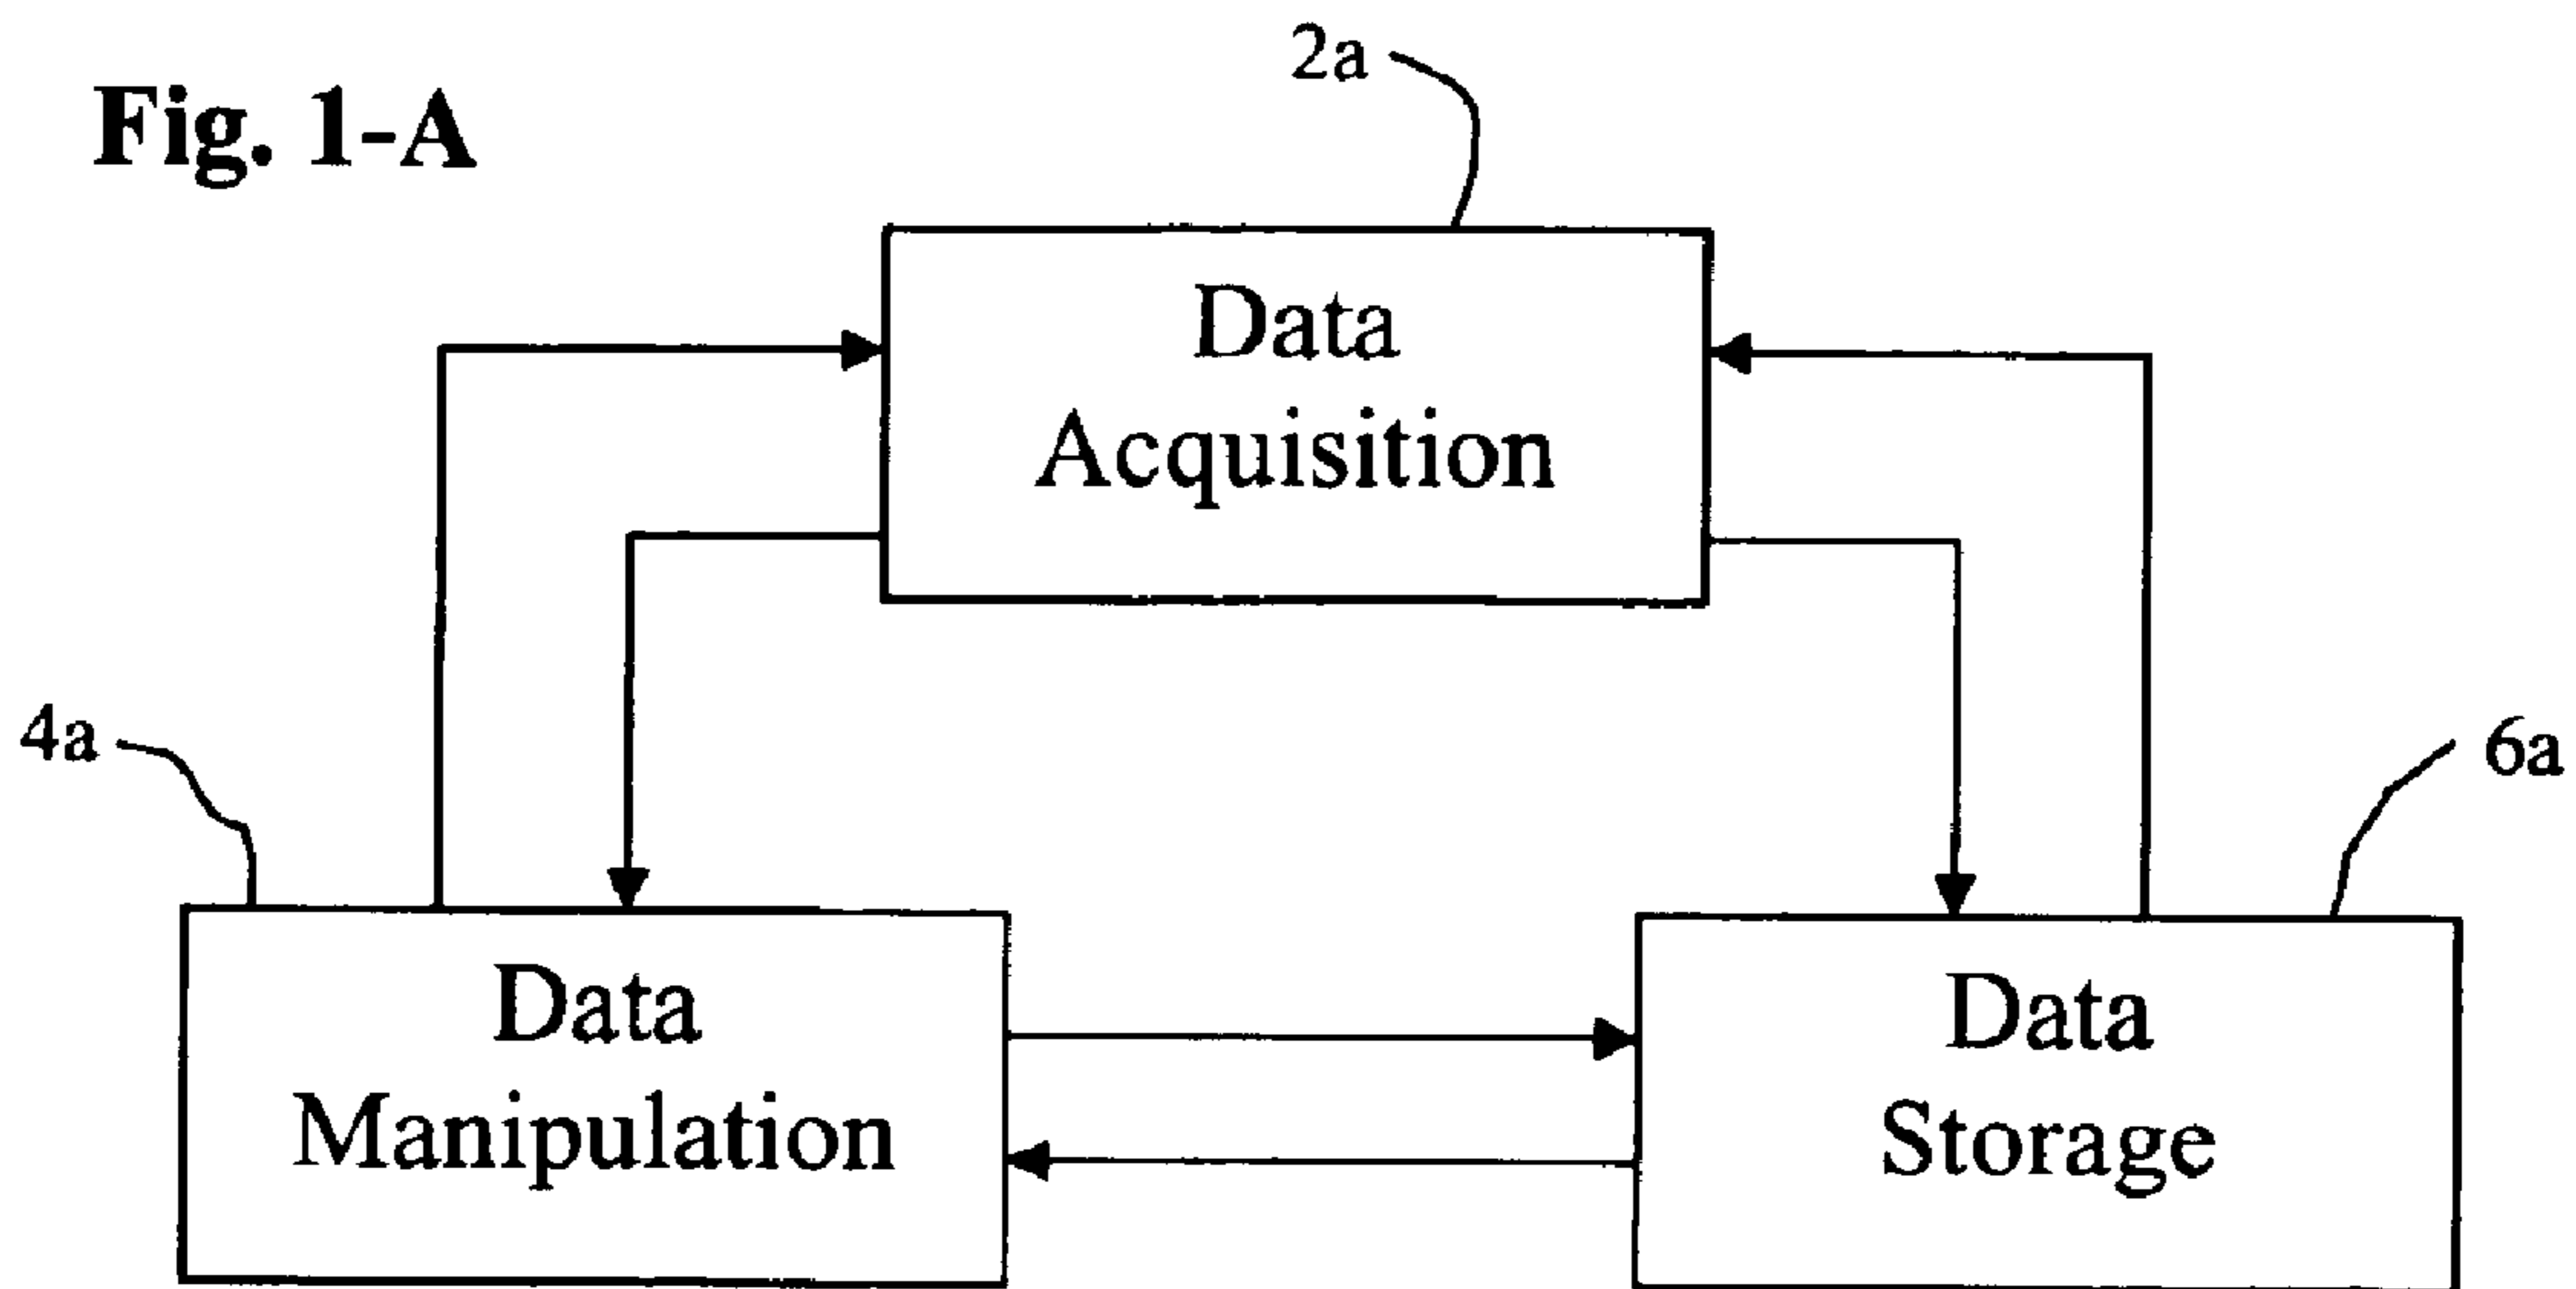 2a
Fig. 1-A
Data
Acquisition
4a
6a
Data
Manipulation
Data
Storage